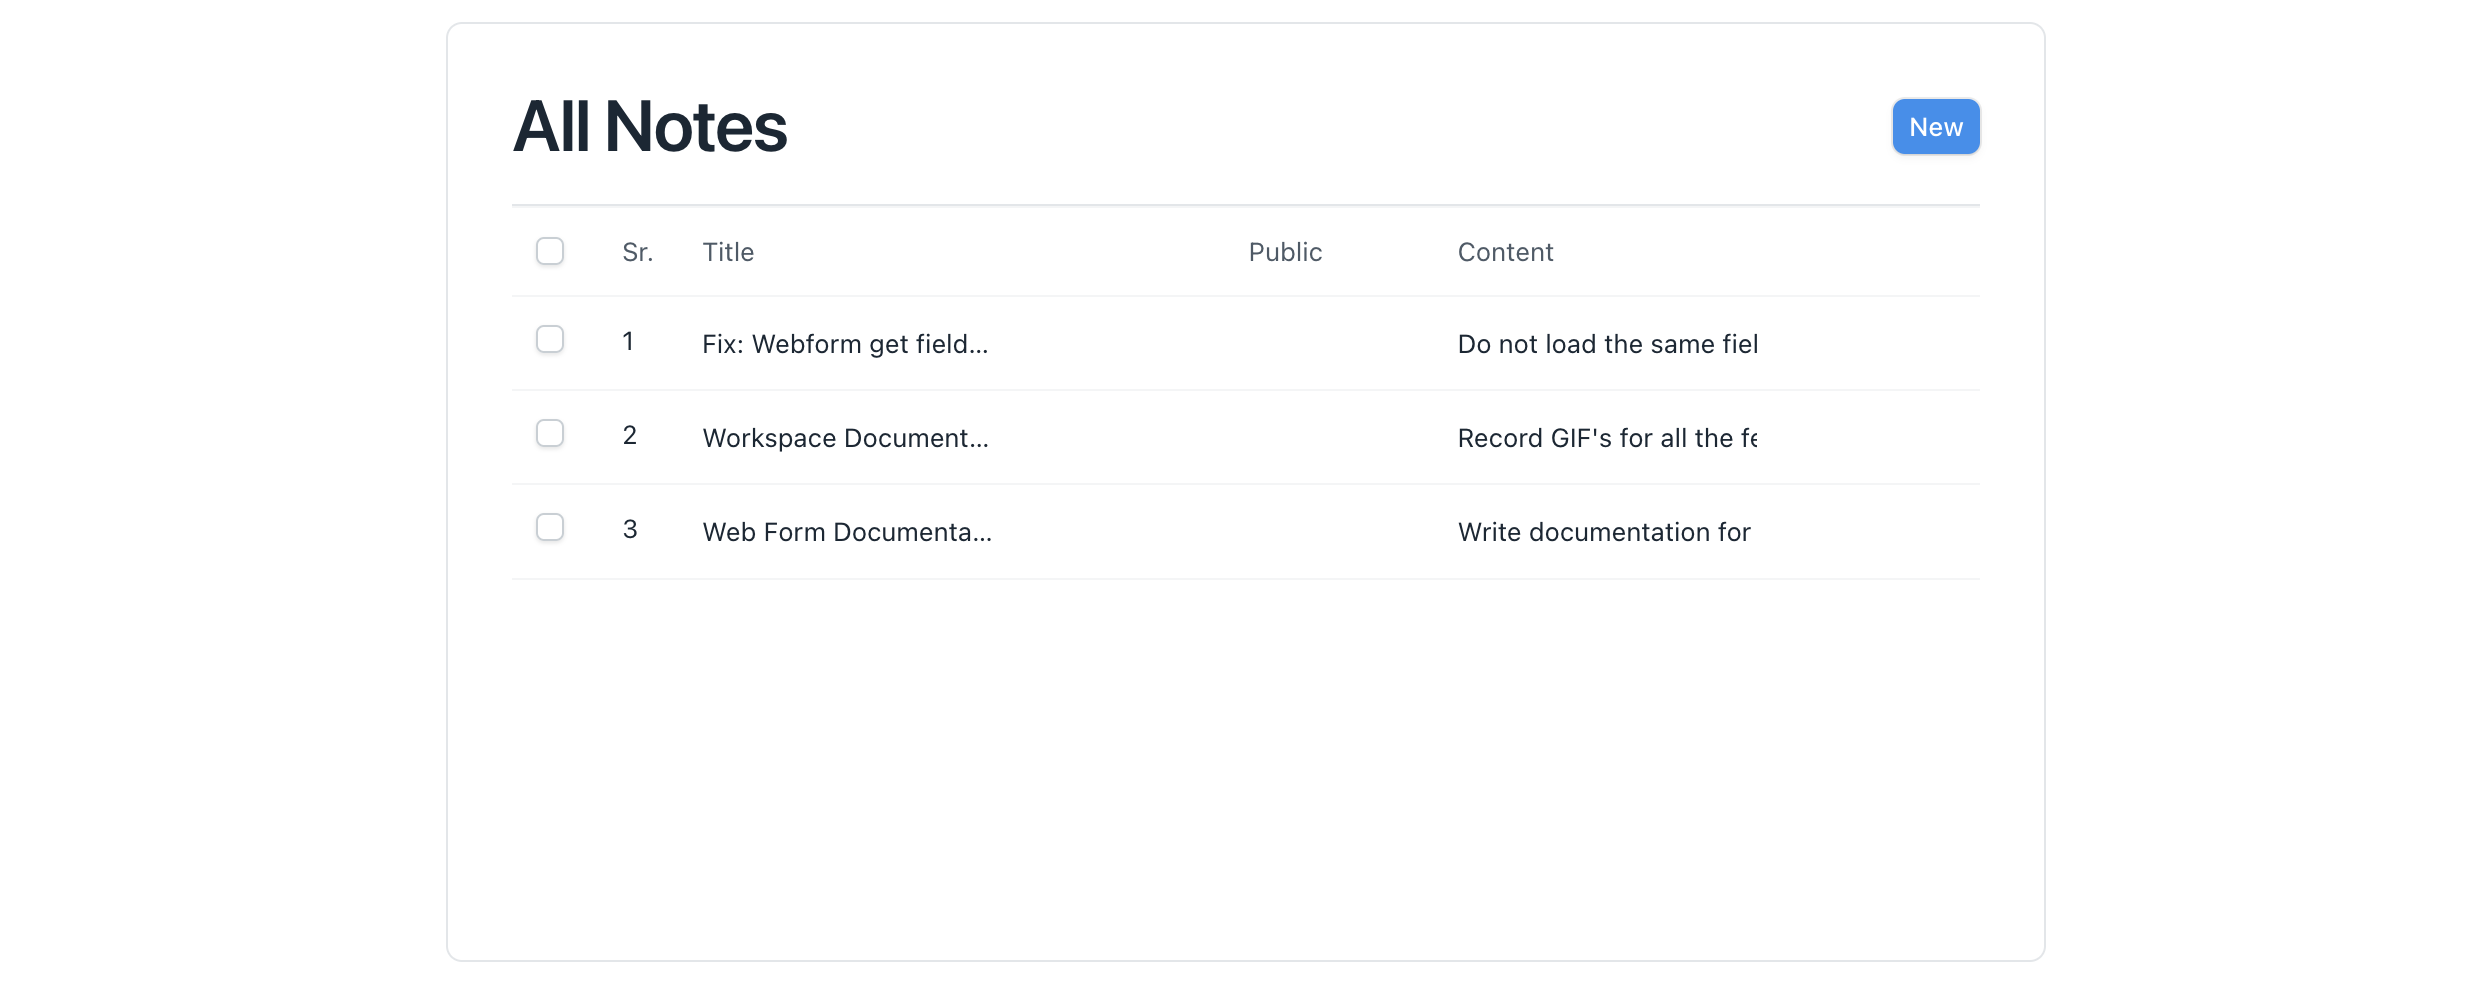 All Notes
New
Sr. Title Public Content
1 Fix: Webform get field... Do not load the same fiel
2 Workspace Document... Record GIF's for all the fe
3 Web Form Documenta... Write documentation for